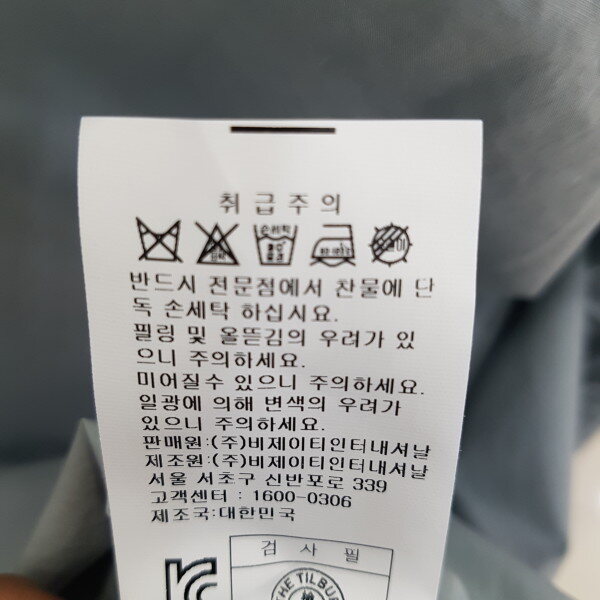 취급주의
손세탁
반드시 전문점에서 찬물에 단
독 손세탁 하십시요.
필링 및 올뜯김의 우려가 있
으니 주의하세요.
미어질수 있으니 주의하세요.
일광에 의해 변색의 우려가
있으니 주의하세요.
판매원:(주)비제이티인터내셔날
제조원:(주)비제이티인터내셔날
서울 서초구 신반포로 339
고객센터 : 1600-0306
제조국:대한민국
검사필
THE TILBU